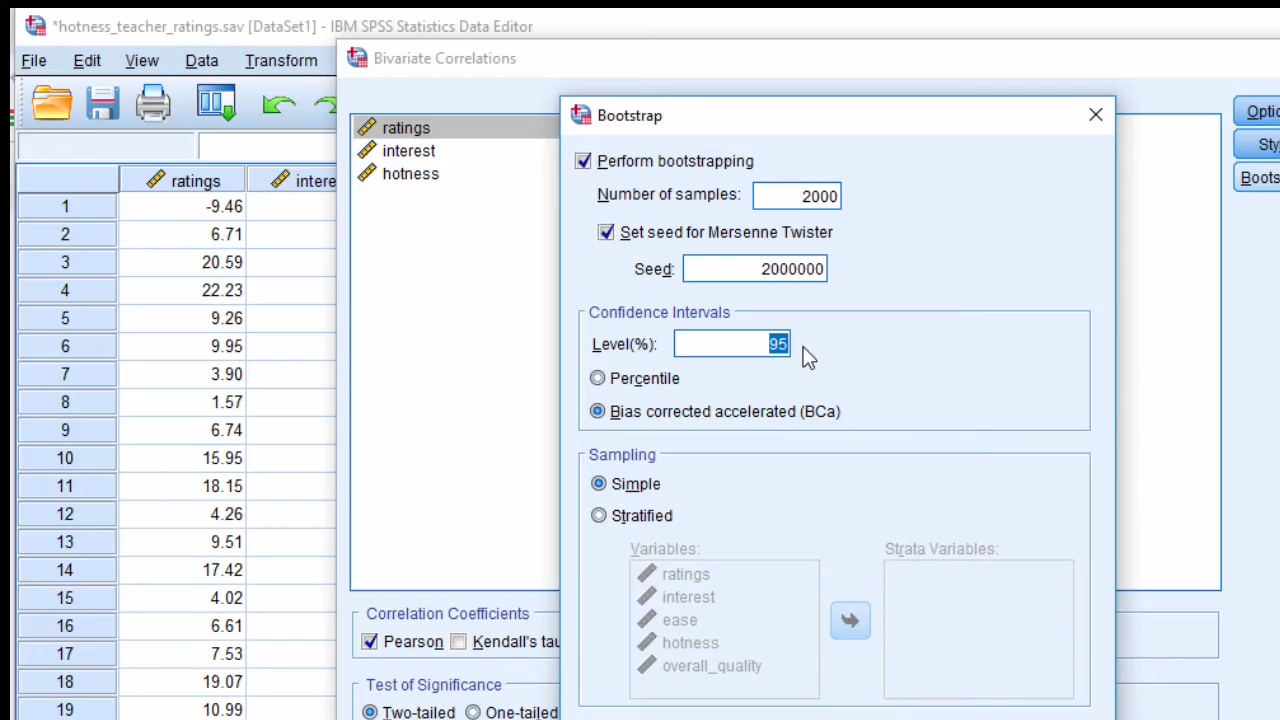 *hotness_teacher_ratings.sav [DataSet1] - IBM SPSS Statistics Data Editor
File Edit View Data Transform
Bivariate Correlations
ratings
interest
hotness
Bootstrap
Perform bootstrapping
Number of samples: 2000
Set seed for Mersenne Twister
Seed: 2000000
Confidence Intervals
Level(%): 95
Percentile
Bias corrected accelerated (BCa)
Sampling
Simple
Stratified
Variables: Strata Variables:
ratings
interest
ease
hotness
overall_quality
Optio
Sty
Boots
ratings intere
1 -9.46
2 6.71
3 20.59
4 22.23
5 9.26
6 9.95
7 3.90
8 1.57
9 6.74
10 15.95
11 18.15
12 4.26
13 9.51
14 17.42
15 4.02
16 6.61
17 7.53
18 19.07
19 10.99
Correlation Coefficients
Pearson Kendall's tau
Test of Significance
Two-tailed One-tailed